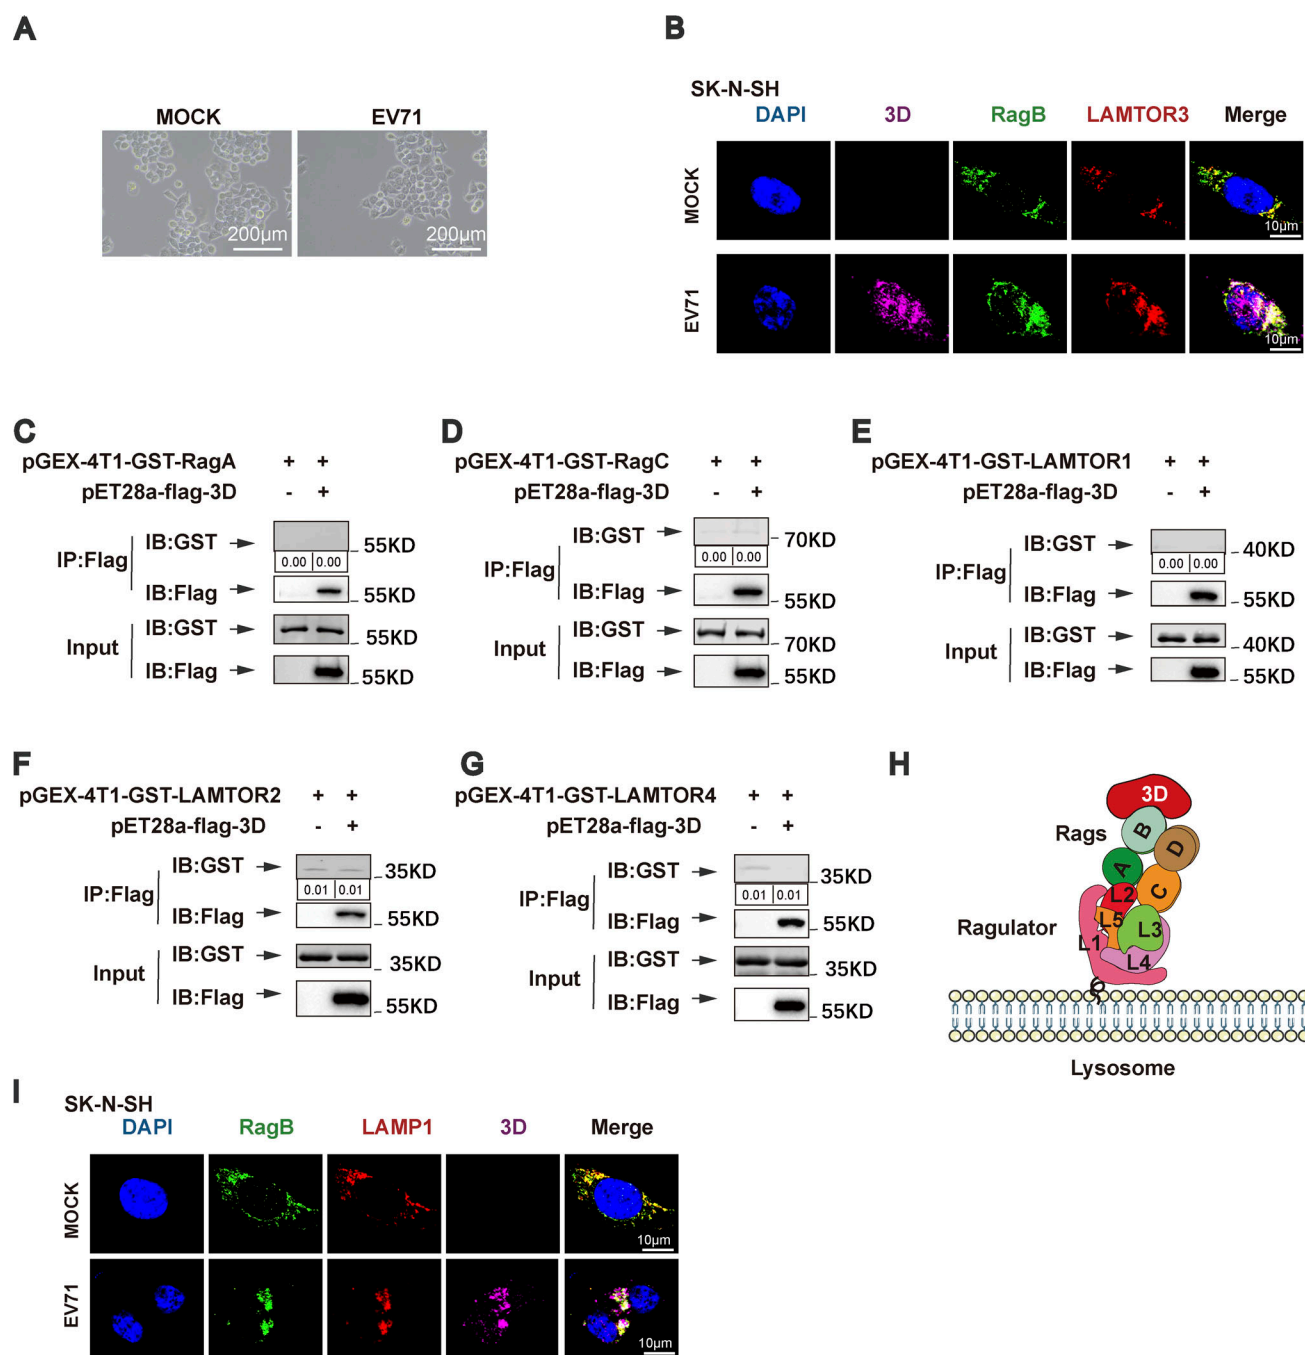 A
MOCK EV71
200µm 200µm
B
SK-N-SH
DAPI 3D RagB LAMTOR3 Merge
MOCK
10µm
EV71
10µm
C
pGEX-4T1-GST-RagA + +
pET28a-flag-3D - +
IP:Flag
IB:GST 55KD
0.00 0.00
IB:Flag 55KD
Input
IB:GST 55KD
IB:Flag 55KD
D
pGEX-4T1-GST-RagC + +
pET28a-flag-3D - +
IP:Flag
IB:GST 70KD
0.00 0.00
IB:Flag 55KD
Input
IB:GST 70KD
IB:Flag 55KD
E
pGEX-4T1-GST-LAMTOR1 + +
pET28a-flag-3D - +
IP:Flag
IB:GST 40KD
0.00 0.00
IB:Flag 55KD
Input
IB:GST 40KD
IB:Flag 55KD
F
pGEX-4T1-GST-LAMTOR2 + +
pET28a-flag-3D - +
IP:Flag
IB:GST 35KD
0.01 0.01
IB:Flag 55KD
Input
IB:GST 35KD
IB:Flag 55KD
G
pGEX-4T1-GST-LAMTOR4 + +
pET28a-flag-3D - +
IP:Flag
IB:GST 35KD
0.01 0.01
IB:Flag 55KD
Input
IB:GST 35KD
IB:Flag 55KD
H
3D
Rags B D
A C
L2
Ragulator L1 L5 L3
L4
Lysosome
I
SK-N-SH
DAPI RagB LAMP1 3D Merge
MOCK
10µm
EV71
10µm